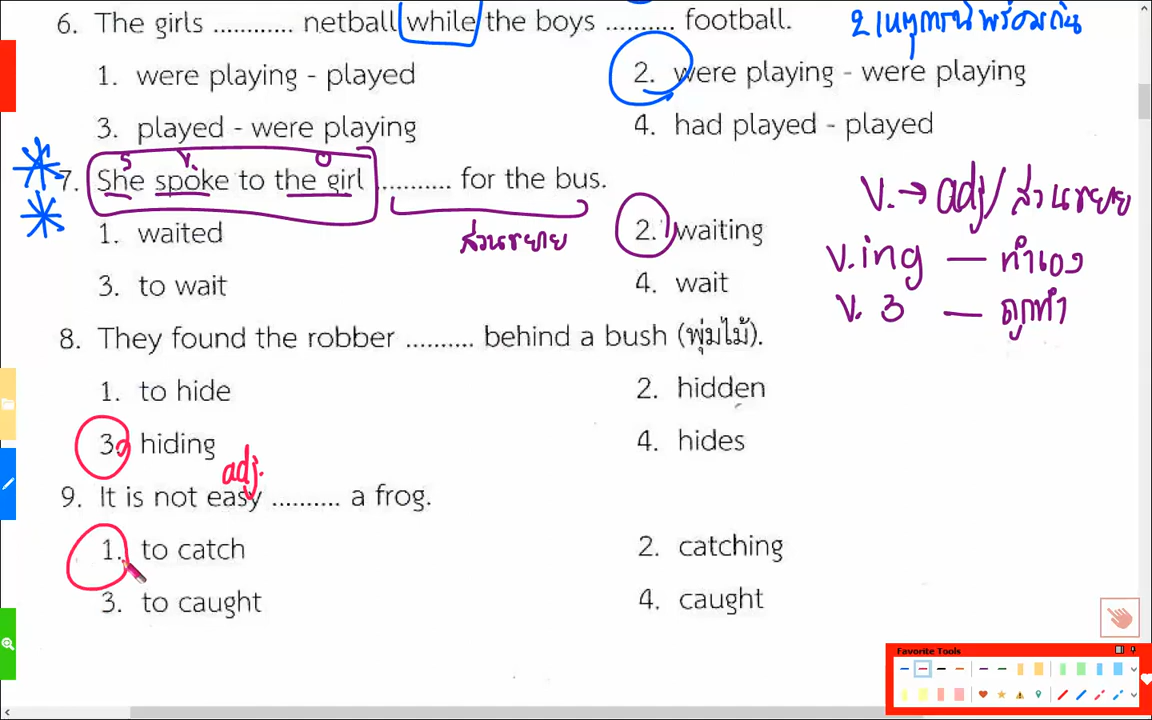 6. The girls ............ netball while the boys .......... football.
2 เหตุการณ์พร้อมกัน
1. were playing - played
2. were playing - were playing
3. played - were playing
4. had played - played
S V. O
7. She spoke to the girl .......... for the bus.
V. → adj/ส่วนขยาย
1. waited
ส่วนขยาย
2. waiting
V.ing — ทำเอง
3. to wait
4. wait
V. 3 — ถูกทำ
8. They found the robber .......... behind a bush (พุ่มไม้).
1. to hide
2. hidden
3. hiding
4. hides
adj.
9. It is not easy .......... a frog.
1. to catch
2. catching
3. to caught
4. caught
Favorite Tools